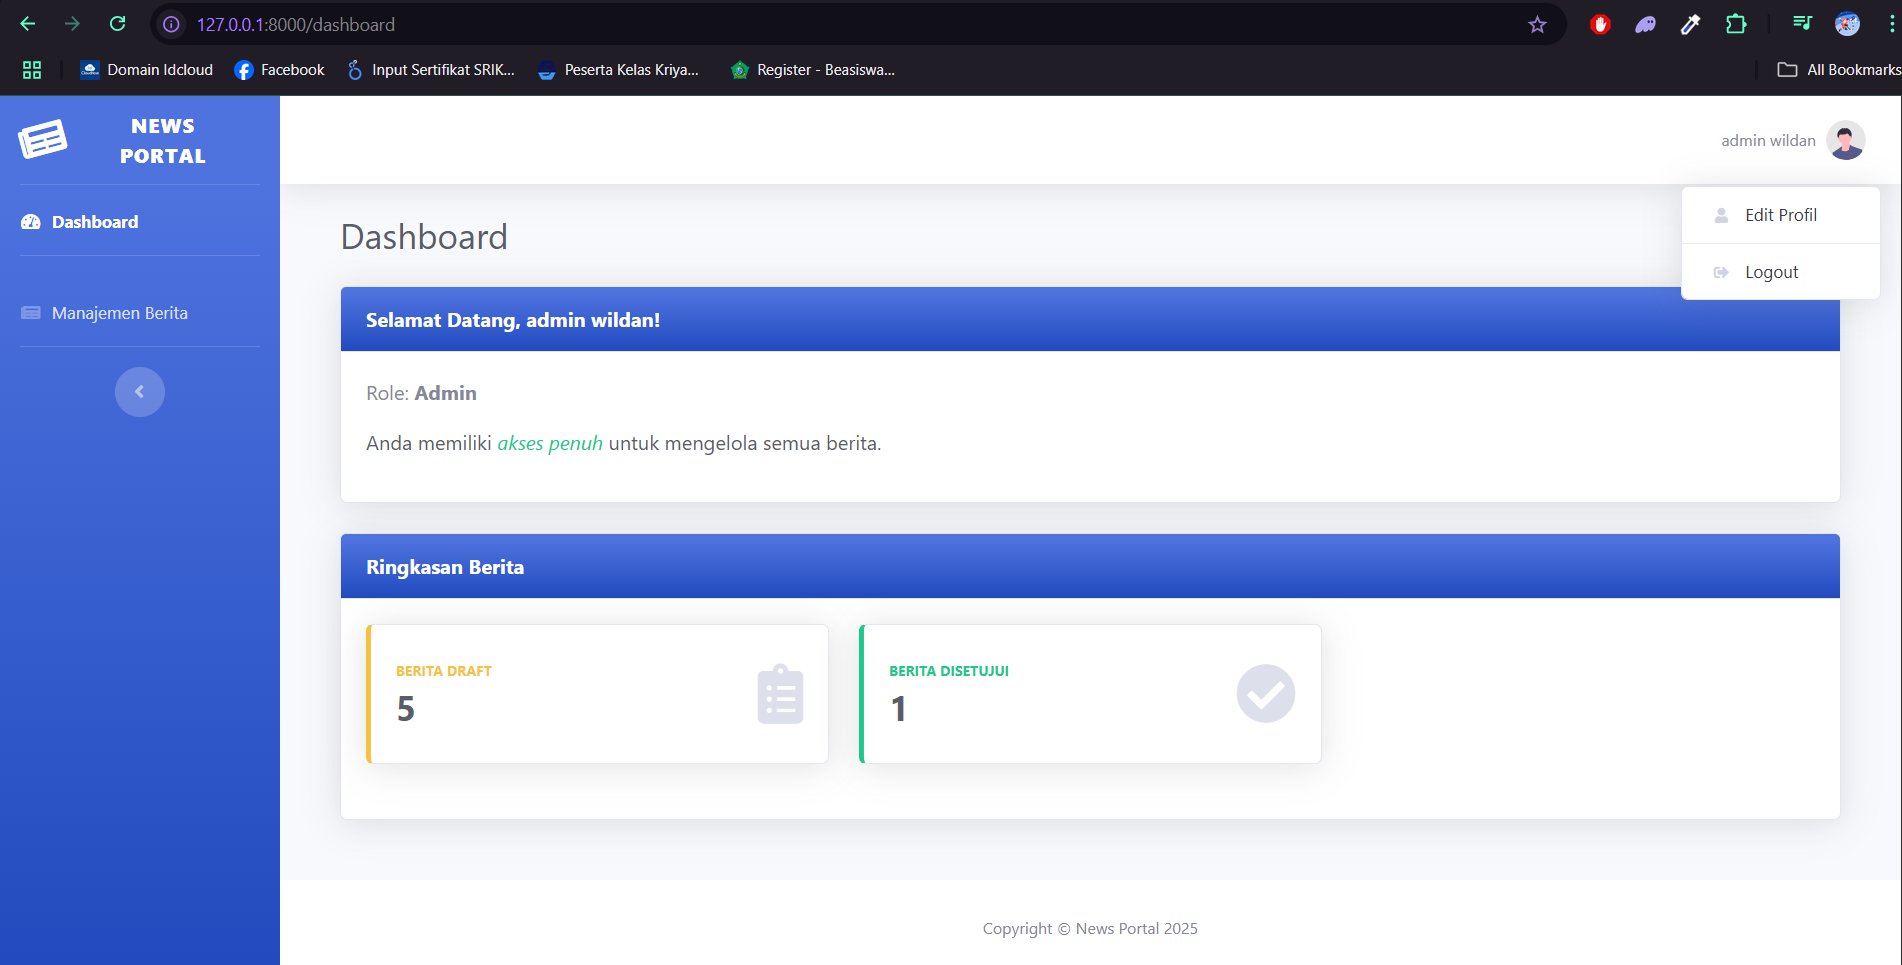 127.0.0.1:8000/dashboard
Domain Idcloud
Facebook
Input Sertifikat SRIK...
Peserta Kelas Kriya...
Register - Beasiswa...
All Bookmarks
NEWS
PORTAL
admin wildan
Dashboard
Manajemen Berita
Edit Profil
Logout
Dashboard
Selamat Datang, admin wildan!
Role: Admin
Anda memiliki akses penuh untuk mengelola semua berita.
Ringkasan Berita
BERITA DRAFT
5
BERITA DISETUJUI
1
Copyright © News Portal 2025